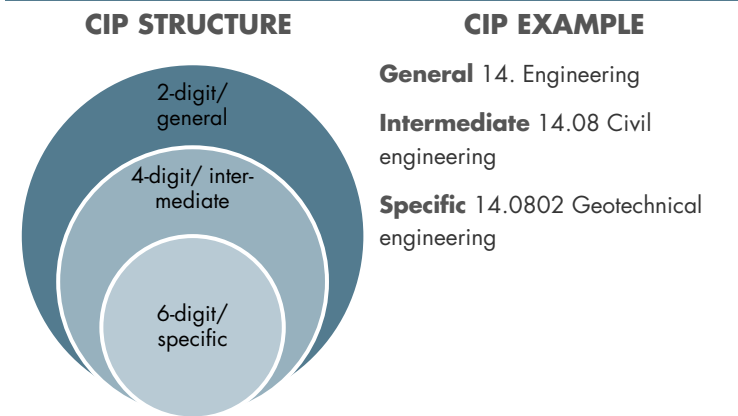 CIP STRUCTURE
2-digit/
general
4-digit/ inter-
mediate
6-digit/
specific
CIP EXAMPLE
General 14. Engineering
Intermediate 14.08 Civil
engineering
Specific 14.0802 Geotechnical
engineering